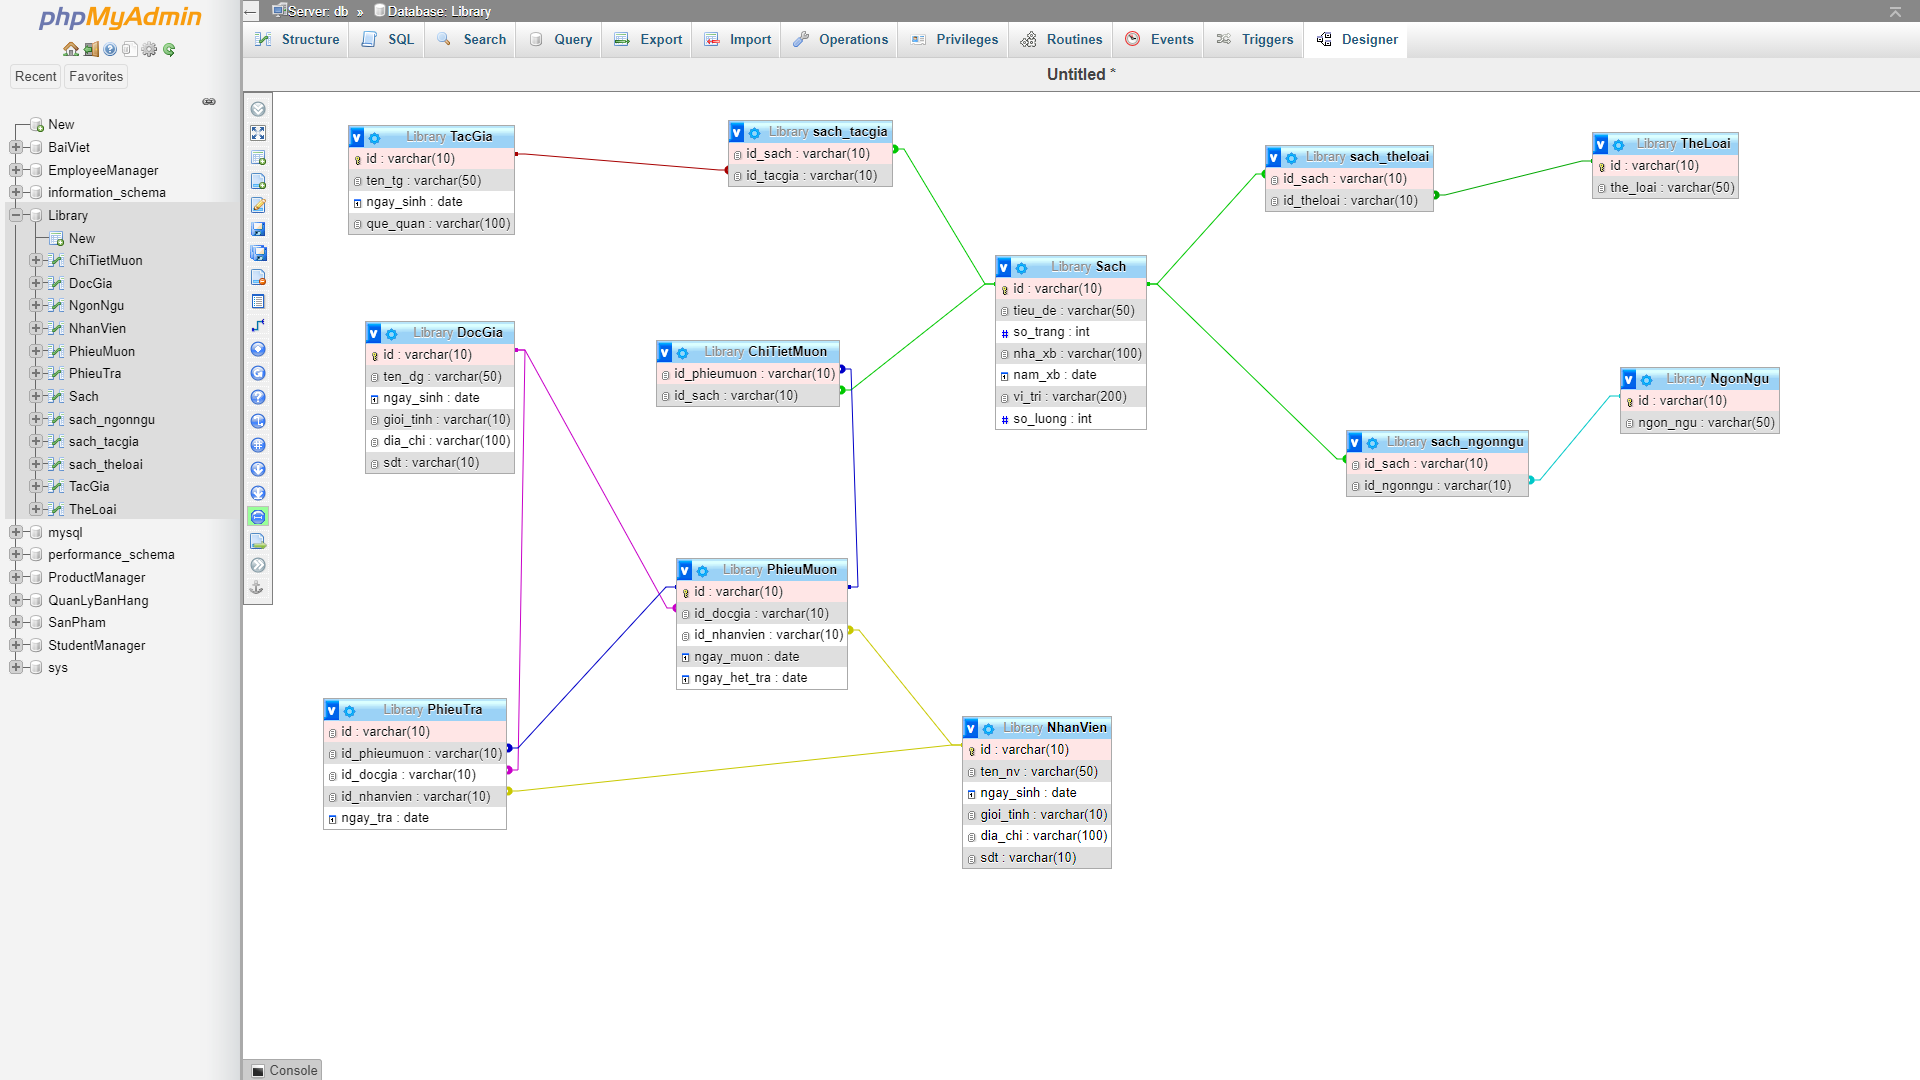 phpMyAdmin
Recent
Favorites
New
BaiViet
EmployeeManager
information_schema
Library
New
ChiTietMuon
DocGia
NgonNgu
NhanVien
PhieuMuon
PhieuTra
Sach
sach_ngonngu
sach_tacgia
sach_theloai
TacGia
TheLoai
mysql
performance_schema
ProductManager
QuanLyBanHang
SanPham
StudentManager
sys
Server: db » Database: Library
Structure
SQL
Search
Query
Export
Import
Operations
Privileges
Routines
Events
Triggers
Designer
Untitled *
v Library TacGia
id : varchar(10)
ten_tg : varchar(50)
ngay_sinh : date
que_quan : varchar(100)
v Library sach_tacgia
id_sach : varchar(10)
id_tacgia : varchar(10)
v Library sach_theloai
id_sach : varchar(10)
id_theloai : varchar(10)
v Library TheLoai
id : varchar(10)
the_loai : varchar(50)
v Library Sach
id : varchar(10)
tieu_de : varchar(50)
# so_trang : int
nha_xb : varchar(100)
nam_xb : date
vi_tri : varchar(200)
# so_luong : int
v Library DocGia
id : varchar(10)
ten_dg : varchar(50)
ngay_sinh : date
gioi_tinh : varchar(10)
dia_chi : varchar(100)
sdt : varchar(10)
v Library ChiTietMuon
id_phieumuon : varchar(10)
id_sach : varchar(10)
v Library NgonNgu
id : varchar(10)
ngon_ngu : varchar(50)
v Library sach_ngonngu
id_sach : varchar(10)
id_ngonngu : varchar(10)
v Library PhieuMuon
id : varchar(10)
id_docgia : varchar(10)
id_nhanvien : varchar(10)
ngay_muon : date
ngay_het_tra : date
v Library PhieuTra
id : varchar(10)
id_phieumuon : varchar(10)
id_docgia : varchar(10)
id_nhanvien : varchar(10)
ngay_tra : date
v Library NhanVien
id : varchar(10)
ten_nv : varchar(50)
ngay_sinh : date
gioi_tinh : varchar(10)
dia_chi : varchar(100)
sdt : varchar(10)
Console